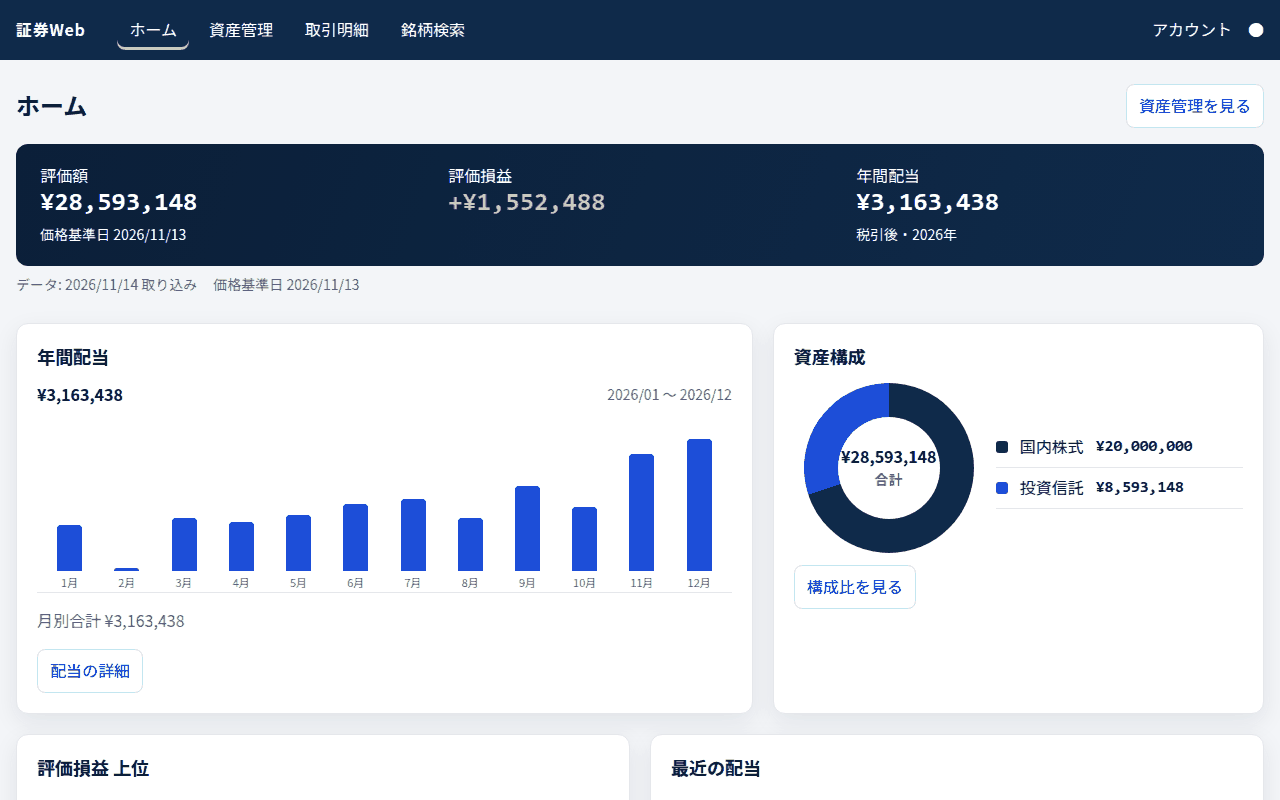 証券Web ホーム 資産管理 取引明細 銘柄検索 アカウント
ホーム 資産管理を見る
評価額 評価損益 年間配当
¥28,593,148 +¥1,552,488 ¥3,163,438
価格基準日 2026/11/13 税引後・2026年
データ: 2026/11/14 取り込み 価格基準日 2026/11/13
年間配当
¥3,163,438 2026/01 〜 2026/12
1月 2月 3月 4月 5月 6月 7月 8月 9月 10月 11月 12月
月別合計 ¥3,163,438
配当の詳細
資産構成
¥28,593,148
合計
国内株式 ¥20,000,000
投資信託 ¥8,593,148
構成比を見る
評価損益 上位
最近の配当